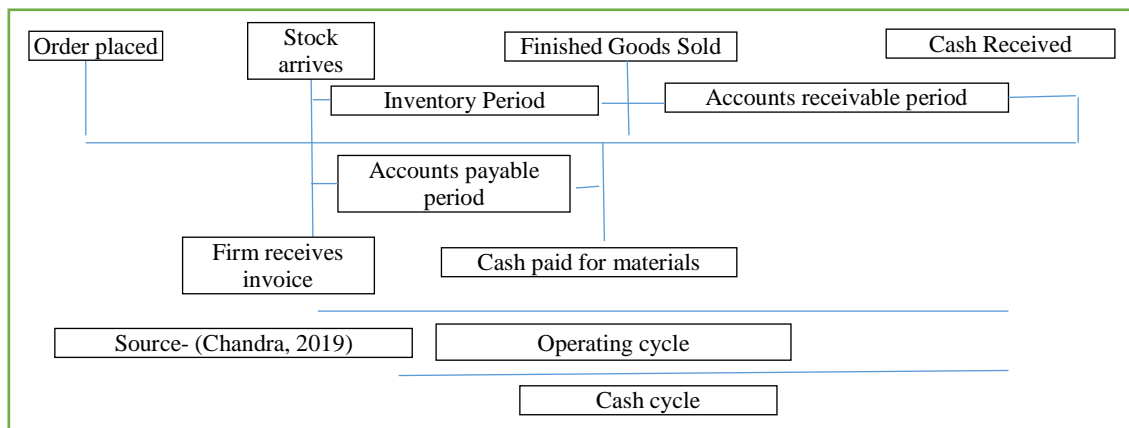 Order placed
Stock
arrives
Finished Goods Sold
Cash Received
Inventory Period
Accounts receivable period
Accounts payable
period
Firm receives
invoice
Cash paid for materials
Source- (Chandra, 2019)
Operating cycle
Cash cycle